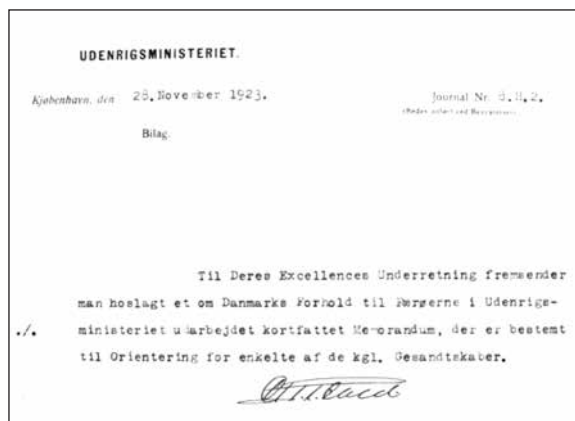 UDENRIGSMINISTERIET.
Kjøbenhavn, den 28. November 1923.
Journal Nr. 8.U.2.
Bilag.
Til Deres Excellences Underretning fremsender
man hoslagt et om Danmarks Forhold til Færøerne i Udenrigs-
./. ministeriet udarbejdet kortfattet Memorandum, der er bestemt
til Orientering for enkelte af de kgl. Gesandtskaber.